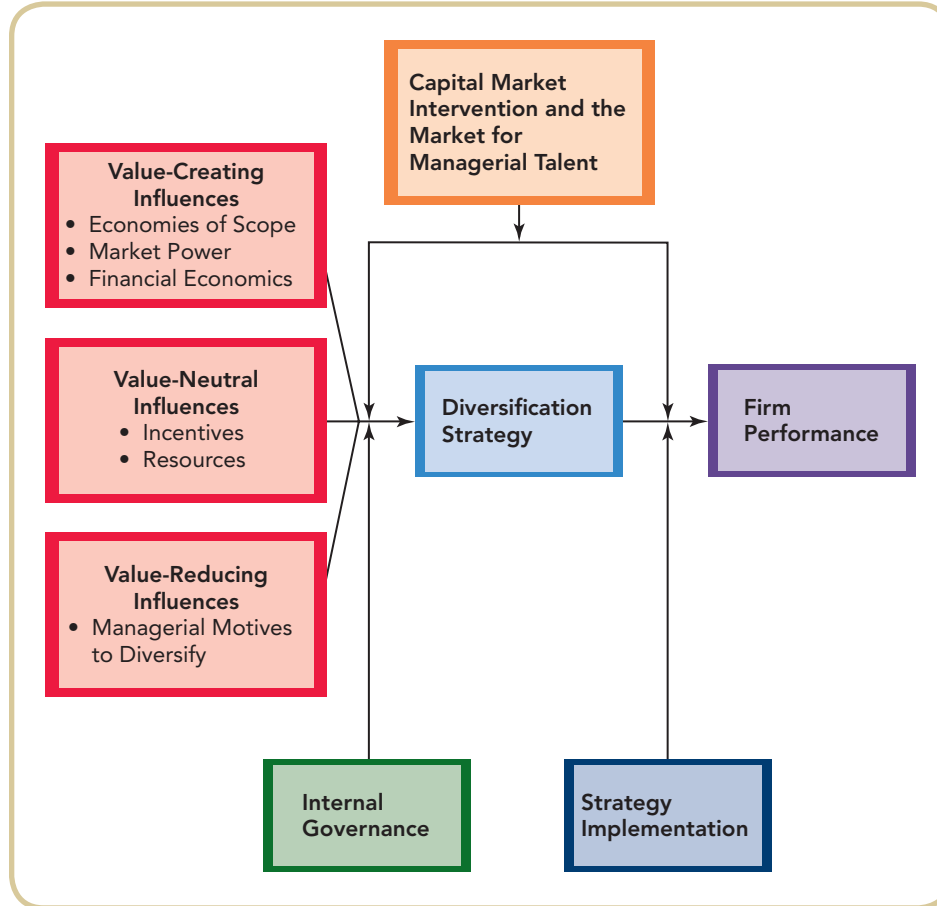 Capital Market
Intervention and the
Market for
Managerial Talent
Value-Creating
Influences
• Economies of Scope
• Market Power
• Financial Economics
Value-Neutral
Influences
• Incentives
• Resources
Diversification
Strategy
Firm
Performance
Value-Reducing
Influences
• Managerial Motives
to Diversify
Internal
Governance
Strategy
Implementation